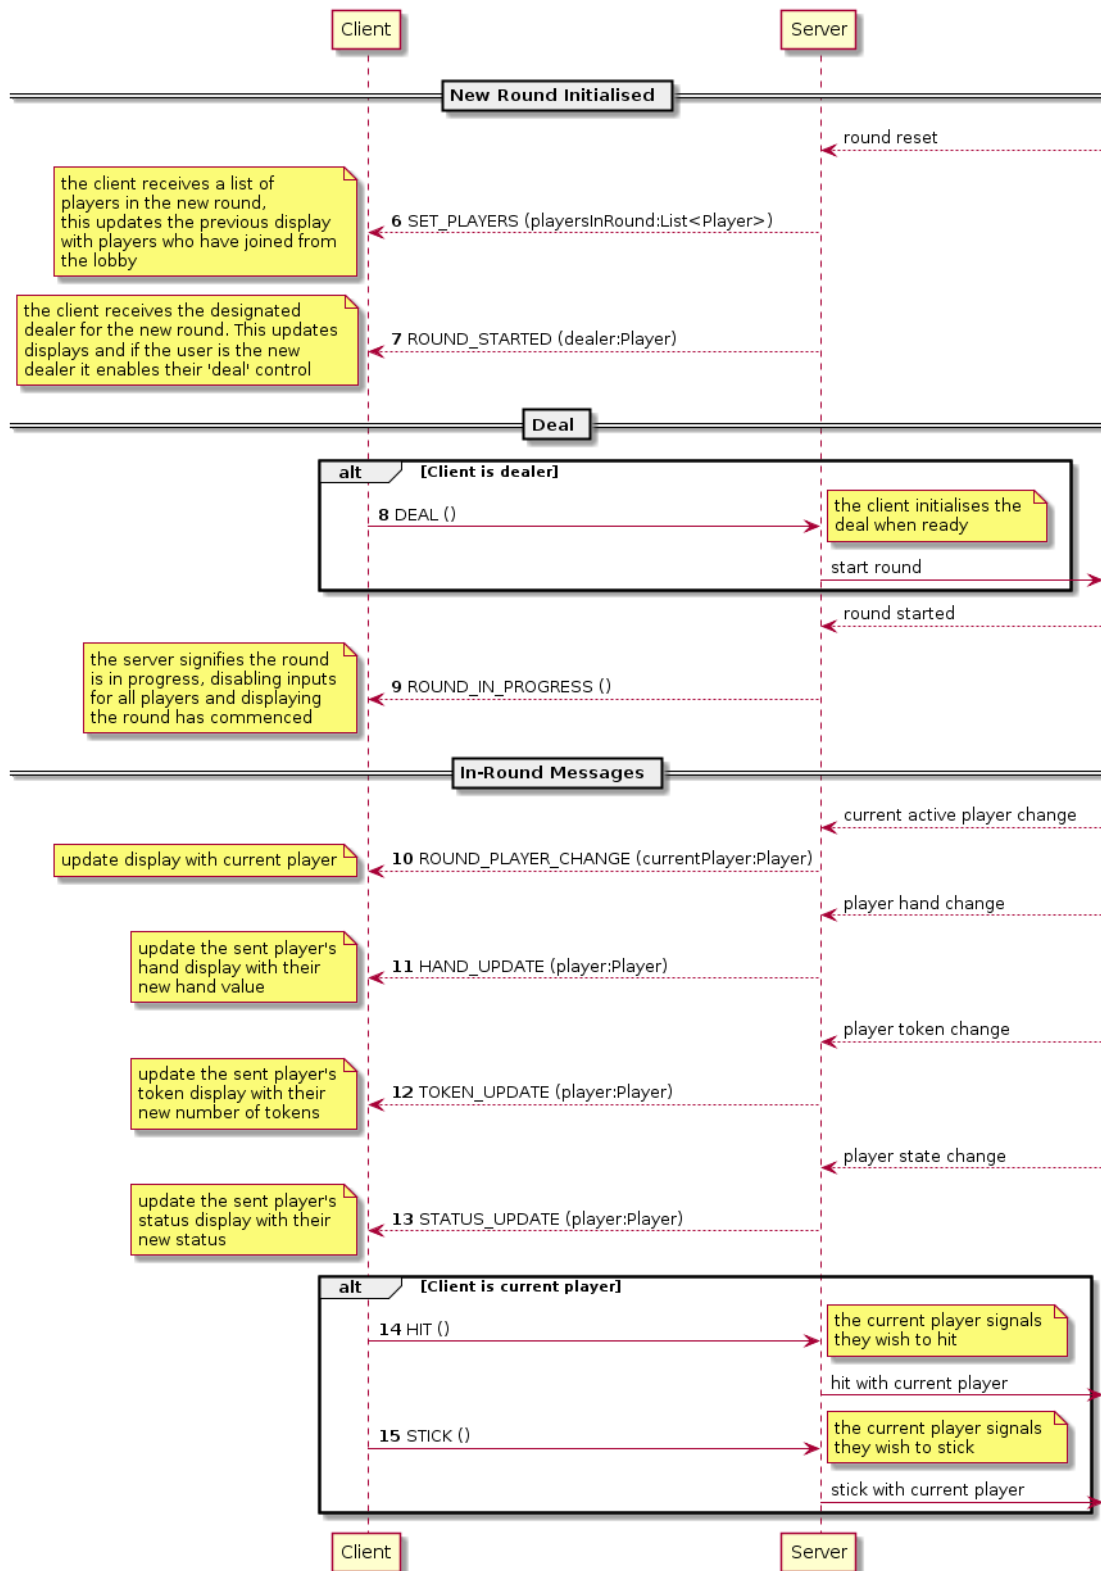 Client
Server
New Round Initialised
round reset
the client receives a list of
players in the new round,
this updates the previous display
with players who have joined from
the lobby
6 SET_PLAYERS (playersInRound:List<Player>)
the client receives the designated
dealer for the new round. This updates
displays and if the user is the new
dealer it enables their 'deal' control
7 ROUND_STARTED (dealer:Player)
Deal
alt [Client is dealer]
8 DEAL ()
the client initialises the
deal when ready
start round
round started
the server signifies the round
is in progress, disabling inputs
for all players and displaying
the round has commenced
9 ROUND_IN_PROGRESS ()
In-Round Messages
current active player change
update display with current player
10 ROUND_PLAYER_CHANGE (currentPlayer:Player)
player hand change
update the sent player's
hand display with their
new hand value
11 HAND_UPDATE (player:Player)
player token change
update the sent player's
token display with their
new number of tokens
12 TOKEN_UPDATE (player:Player)
player state change
update the sent player's
status display with their
new status
13 STATUS_UPDATE (player:Player)
alt [Client is current player]
14 HIT ()
the current player signals
they wish to hit
hit with current player
15 STICK ()
the current player signals
they wish to stick
stick with current player
Client
Server